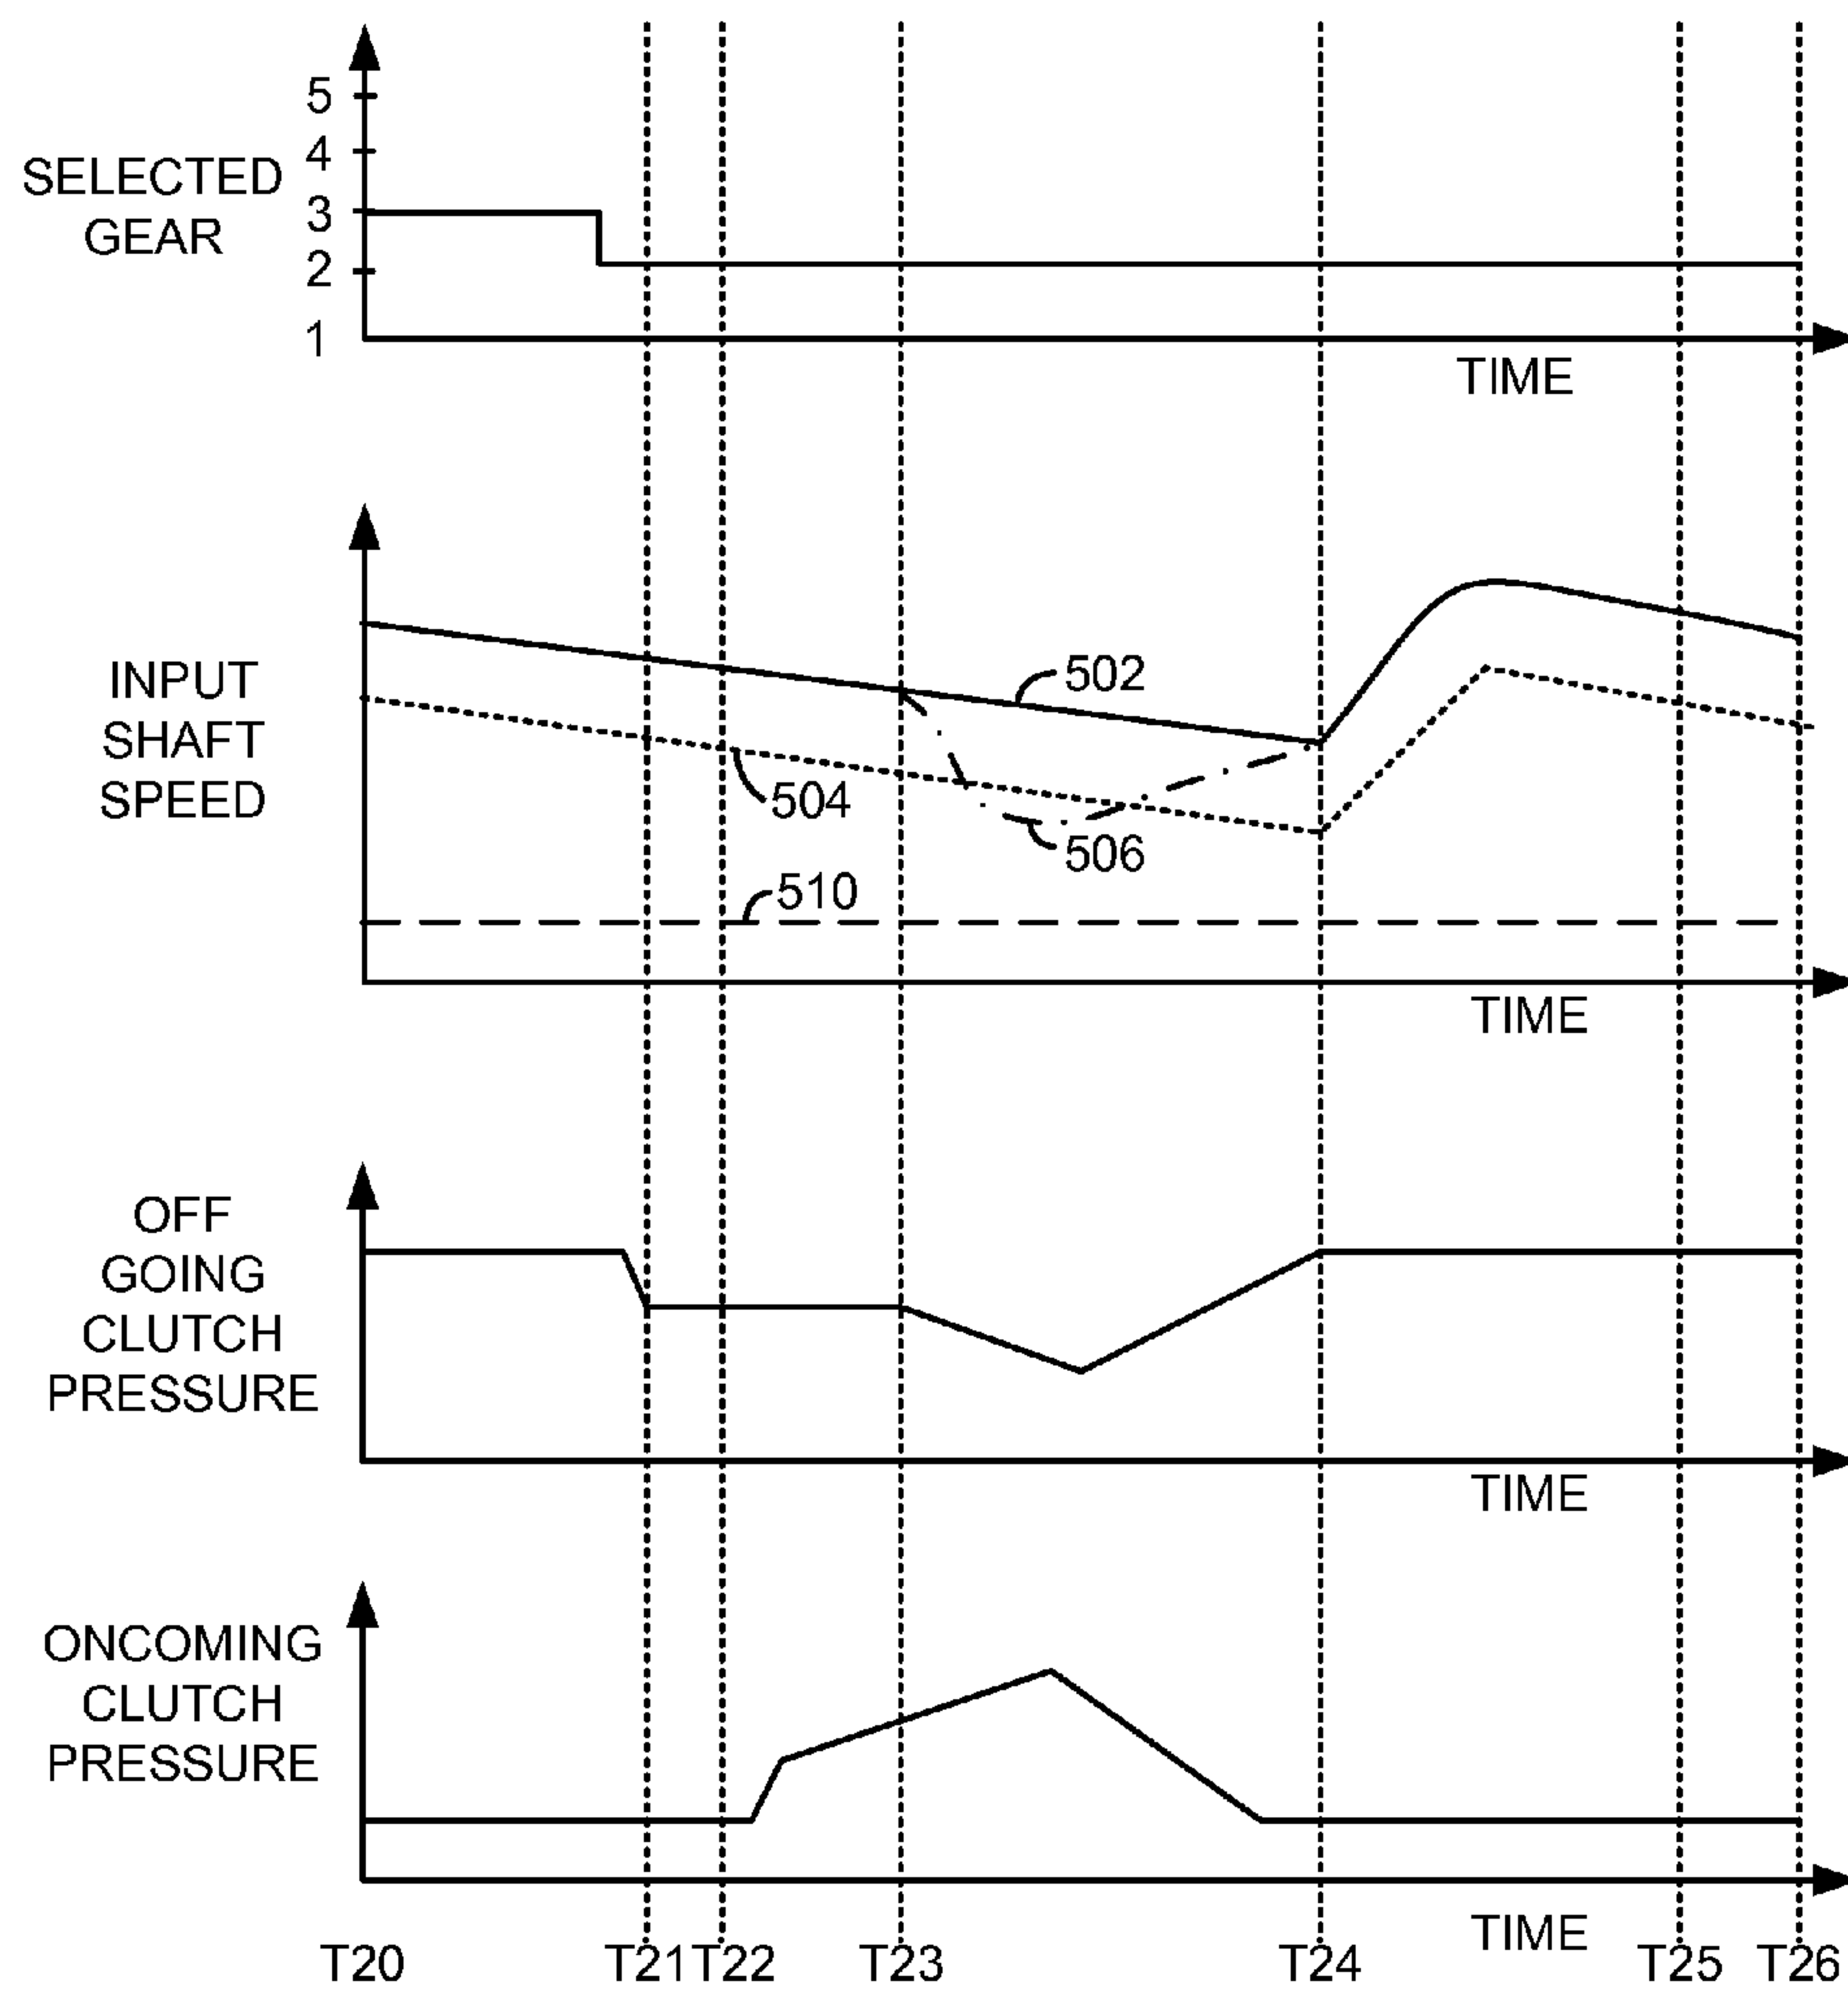 5
4
SELECTED
GEAR
3
2
1
TIME
INPUT
SHAFT
SPEED
502
504
506
510
TIME
OFF
GOING
CLUTCH
PRESSURE
TIME
ONCOMING
CLUTCH
PRESSURE
TIME
T20 T21 T22 T23 T24 T25 T26